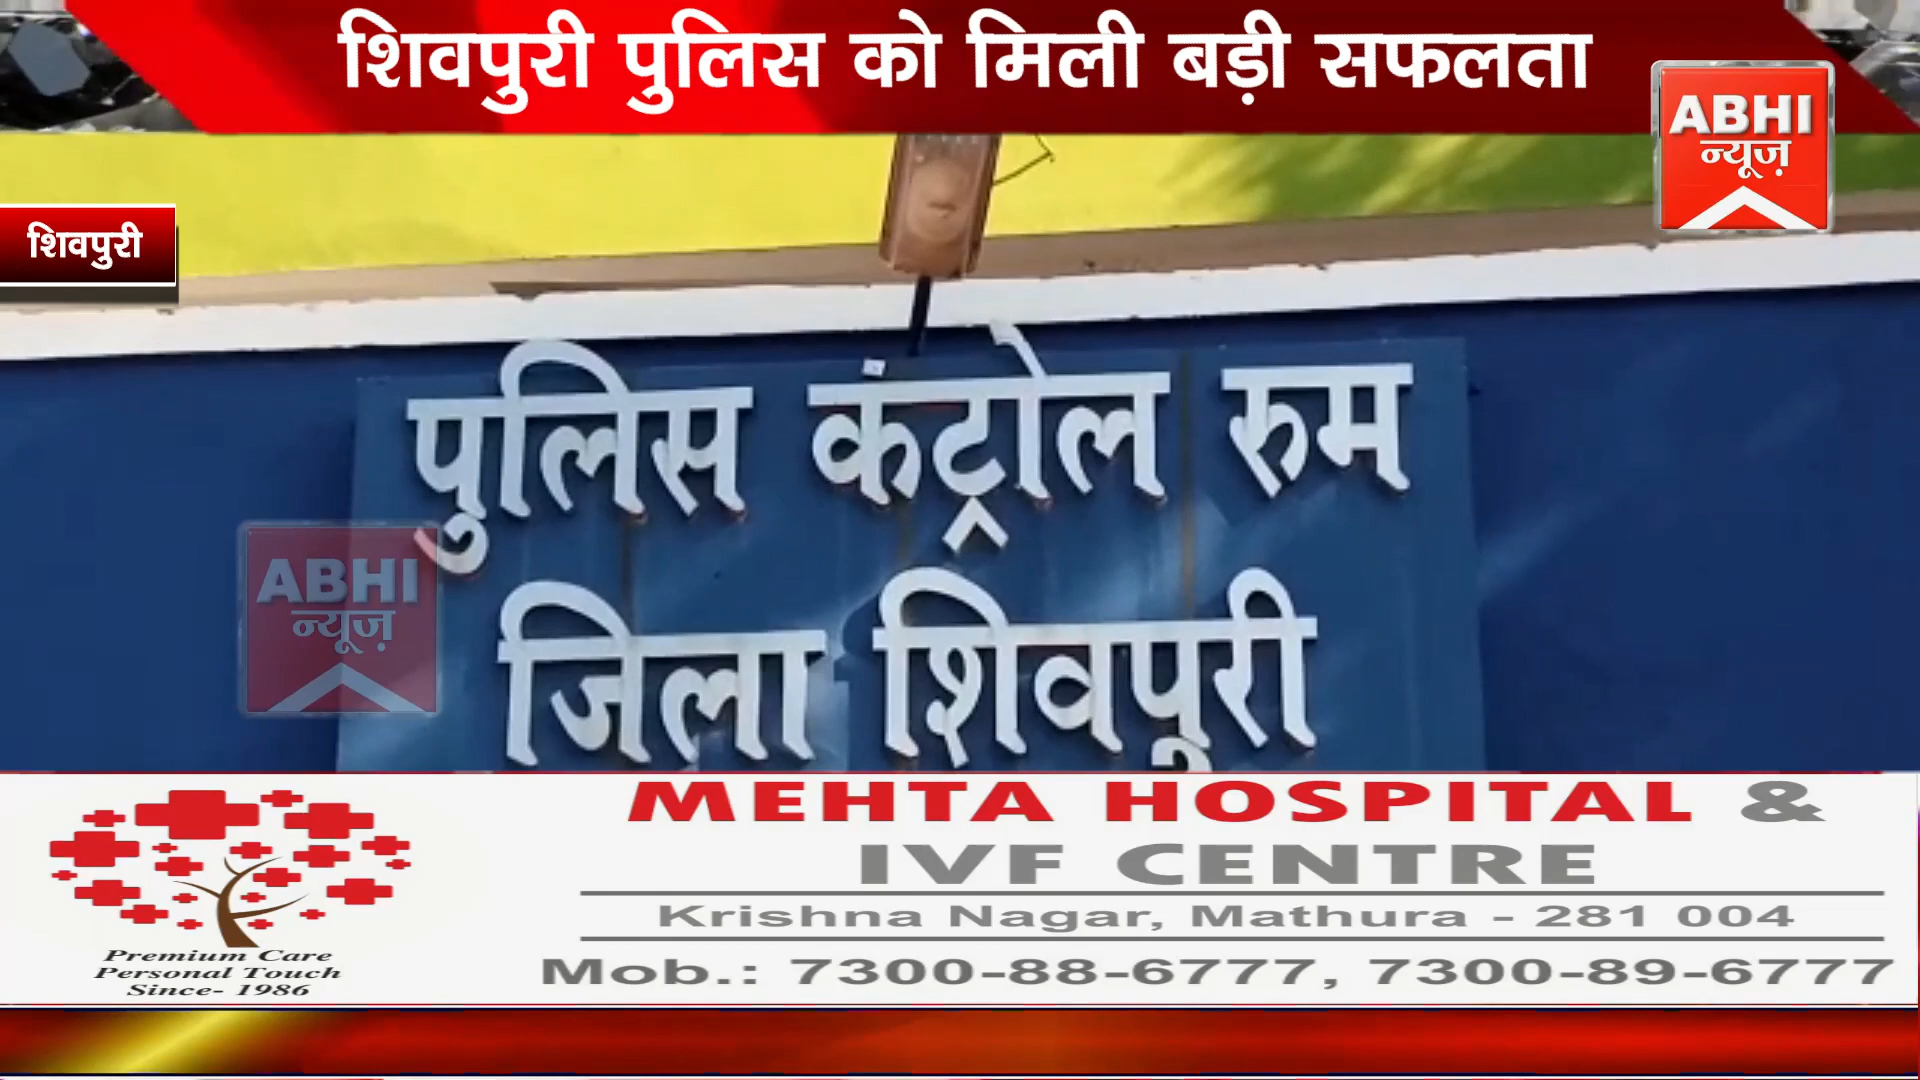 शिवपुरी पुलिस को मिली बड़ी सफलता
ABHI
न्यूज़
शिवपुरी
पुलिस कंट्रोल रुम
जिला शिवपुरी
ABHI
न्यूज़
MEHTA HOSPITAL &
IVF CENTRE
Krishna Nagar, Mathura - 281 004
Mob.: 7300-88-6777, 7300-89-6777
Premium Care
Personal Touch
Since- 1986